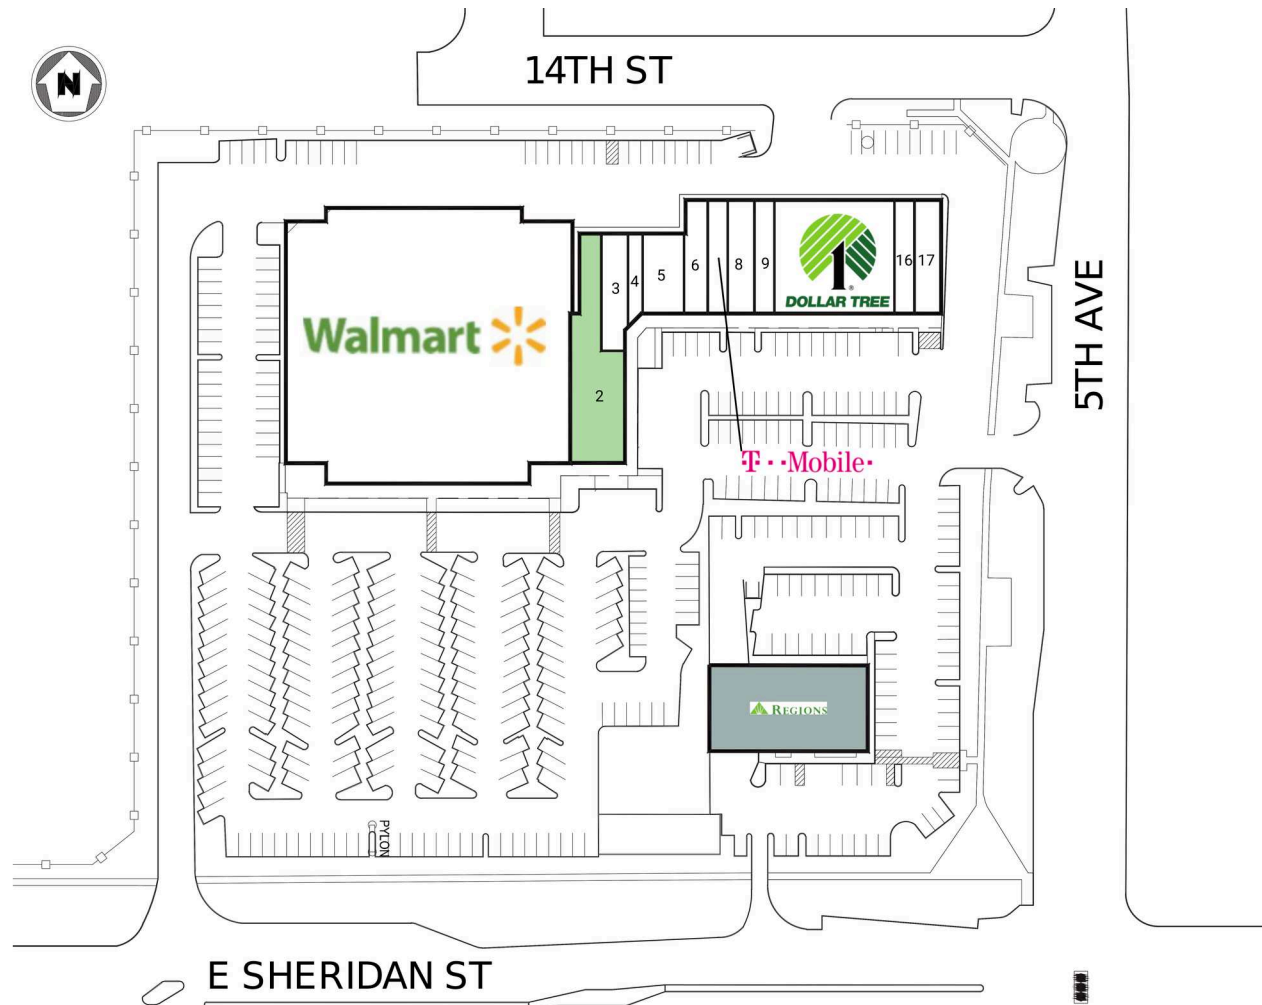 N
14TH ST
Walmart
2
3
4
5
6
8
9
1
DOLLAR TREE
®
16
17
5TH AVE
T··Mobile·
REGIONS
PYLON
E SHERIDAN ST